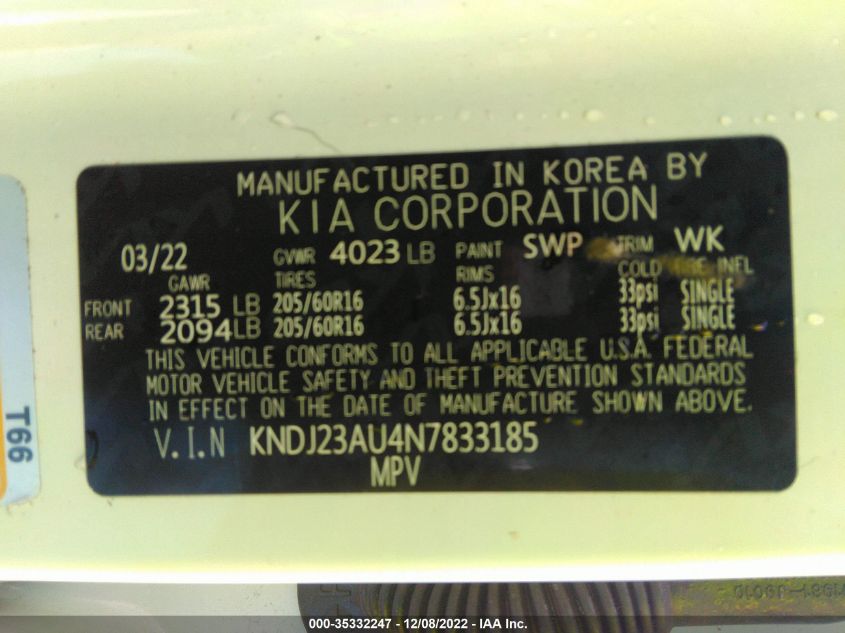 MANUFACTURED IN KOREA BY
KIA CORPORATION
03/22 GVWR 4023 LB PAINT SWP TRIM WK
GAWR TIRES RIMS COLD TIRE INFL
FRONT 2315 LB 205/60R16 6.5Jx16 33psi SINGLE
REAR 2094 LB 205/60R16 6.5Jx16 33psi SINGLE
THIS VEHICLE CONFORMS TO ALL APPLICABLE U.S.A. FEDERAL
MOTOR VEHICLE SAFETY AND THEFT PREVENTION STANDARDS
IN EFFECT ON THE DATE OF MANUFACTURE SHOWN ABOVE.
V.I.N KNDJ23AU4N7833185
MPV
T66
000-35332247 - 12/08/2022 - IAA Inc.